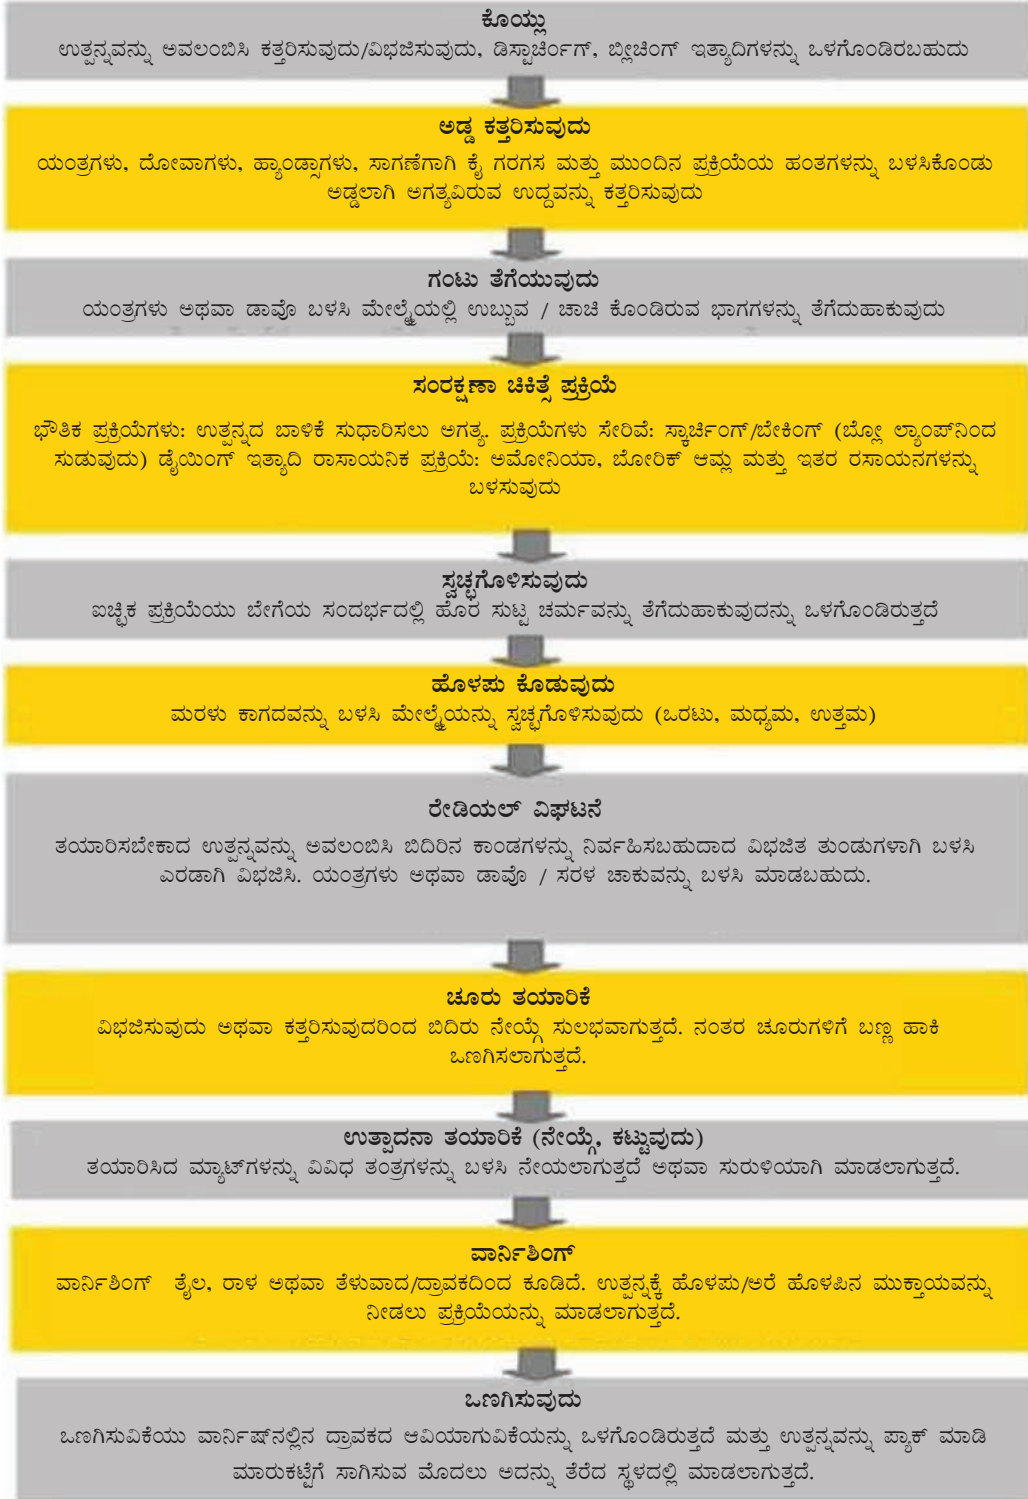 ಕೊಯ್ಲು
ಉತ್ಪನ್ನವನ್ನು ಅವಲಂಬಿಸಿ ಕತ್ತರಿಸುವುದು/ವಿಭಜಿಸುವುದು, ಡಿಸ್ಟಾರ್ಚಿಂಗ್, ಬ್ಲೀಚಿಂಗ್ ಇತ್ಯಾದಿಗಳನ್ನು ಒಳಗೊಂಡಿರಬಹುದು
ಅಡ್ಡ ಕತ್ತರಿಸುವುದು
ಯಂತ್ರಗಳು, ದೋವಾಗಳು, ಹ್ಯಾಂಡ್ಸಾಗಳು, ಸಾಗಣೆಗಾಗಿ ಕೈ ಗರಗಸ ಮತ್ತು ಮುಂದಿನ ಪ್ರಕ್ರಿಯೆಯ ಹಂತಗಳನ್ನು ಬಳಸಿಕೊಂಡು
ಅಡ್ಡಲಾಗಿ ಅಗತ್ಯವಿರುವ ಉದ್ದವನ್ನು ಕತ್ತರಿಸುವುದು
ಗಂಟು ತೆಗೆಯುವುದು
ಯಂತ್ರಗಳು ಅಥವಾ ಡಾವೊ ಬಳಸಿ ಮೇಲ್ಮೈಯಲ್ಲಿ ಉಬ್ಬುವ / ಚಾಚಿ ಕೊಂಡಿರುವ ಭಾಗಗಳನ್ನು ತೆಗೆದುಹಾಕುವುದು
ಸಂರಕ್ಷಣಾ ಚಿಕಿತ್ಸೆ ಪ್ರಕ್ರಿಯೆ
ಭೌತಿಕ ಪ್ರಕ್ರಿಯೆಗಳು: ಉತ್ಪನ್ನದ ಬಾಳಿಕೆ ಸುಧಾರಿಸಲು ಅಗತ್ಯ. ಪ್ರಕ್ರಿಯೆಗಳು ಸೇರಿವೆ: ಸ್ಕಾರ್ಚಿಂಗ್/ಬೇಕಿಂಗ್ (ಬ್ಲೋ ಲ್ಯಾಂಪ್‌ನಿಂದ
ಸುಡುವುದು) ಡೈಯಿಂಗ್ ಇತ್ಯಾದಿ ರಾಸಾಯನಿಕ ಪ್ರಕ್ರಿಯೆ: ಅಮೋನಿಯಾ, ಬೋರಿಕ್ ಆಮ್ಲ ಮತ್ತು ಇತರ ರಸಾಯನಗಳನ್ನು
ಬಳಸುವುದು
ಸ್ವಚ್ಛಗೊಳಿಸುವುದು
ಐಚ್ಛಿಕ ಪ್ರಕ್ರಿಯೆಯು ಬೇಗೆಯ ಸಂದರ್ಭದಲ್ಲಿ ಹೊರ ಸುಟ್ಟ ಚರ್ಮವನ್ನು ತೆಗೆದುಹಾಕುವುದನ್ನು ಒಳಗೊಂಡಿರುತ್ತದೆ
ಹೊಳಪು ಕೊಡುವುದು
ಮರಳು ಕಾಗದವನ್ನು ಬಳಸಿ ಮೇಲ್ಮೈಯನ್ನು ಸ್ವಚ್ಛಗೊಳಿಸುವುದು (ಒರಟು, ಮಧ್ಯಮ, ಉತ್ತಮ)
ರೇಡಿಯಲ್ ವಿಘಟನೆ
ತಯಾರಿಸಬೇಕಾದ ಉತ್ಪನ್ನವನ್ನು ಅವಲಂಬಿಸಿ ಬಿದಿರಿನ ಕಾಂಡಗಳನ್ನು ನಿರ್ವಹಿಸಬಹುದಾದ ವಿಭಜಿತ ತುಂಡುಗಳಾಗಿ ಬಳಸಿ
ಎರಡಾಗಿ ವಿಭಜಿಸಿ. ಯಂತ್ರಗಳು ಅಥವಾ ಡಾವೊ / ಸರಳ ಚಾಕುವನ್ನು ಬಳಸಿ ಮಾಡಬಹುದು.
ಚೂರು ತಯಾರಿಕೆ
ವಿಭಜಿಸುವುದು ಅಥವಾ ಕತ್ತರಿಸುವುದರಿಂದ ಬಿದಿರು ನೇಯ್ಗೆ ಸುಲಭವಾಗುತ್ತದೆ. ನಂತರ ಚೂರುಗಳಿಗೆ ಬಣ್ಣ ಹಾಕಿ
ಒಣಗಿಸಲಾಗುತ್ತದೆ.
ಉತ್ಪಾದನಾ ತಯಾರಿಕೆ (ನೇಯ್ಗೆ, ಕಟ್ಟುವುದು)
ತಯಾರಿಸಿದ ಮ್ಯಾಟ್‌ಗಳನ್ನು ವಿವಿಧ ತಂತ್ರಗಳನ್ನು ಬಳಸಿ ನೇಯಲಾಗುತ್ತದೆ ಅಥವಾ ಸುರುಳಿಯಾಗಿ ಮಾಡಲಾಗುತ್ತದೆ.
ವಾರ್ನಿಶಿಂಗ್
ವಾರ್ನಿಶಿಂಗ್ ತೈಲ, ರಾಳ ಅಥವಾ ತೆಳುವಾದ/ದ್ರಾವಕದಿಂದ ಕೂಡಿದೆ. ಉತ್ಪನ್ನಕ್ಕೆ ಹೊಳಪು/ಅರೆ ಹೊಳಪಿನ ಮುಕ್ತಾಯವನ್ನು
ನೀಡಲು ಪ್ರಕ್ರಿಯೆಯನ್ನು ಮಾಡಲಾಗುತ್ತದೆ.
ಒಣಗಿಸುವುದು
ಒಣಗಿಸುವಿಕೆಯು ವಾರ್ನಿಷ್‌ನಲ್ಲಿನ ದ್ರಾವಕದ ಆವಿಯಾಗುವಿಕೆಯನ್ನು ಒಳಗೊಂಡಿರುತ್ತದೆ ಮತ್ತು ಉತ್ಪನ್ನವನ್ನು ಪ್ಯಾಕ್ ಮಾಡಿ
ಮಾರುಕಟ್ಟೆಗೆ ಸಾಗಿಸುವ ಮೊದಲು ಅದನ್ನು ತೆರೆದ ಸ್ಥಳದಲ್ಲಿ ಮಾಡಲಾಗುತ್ತದೆ.